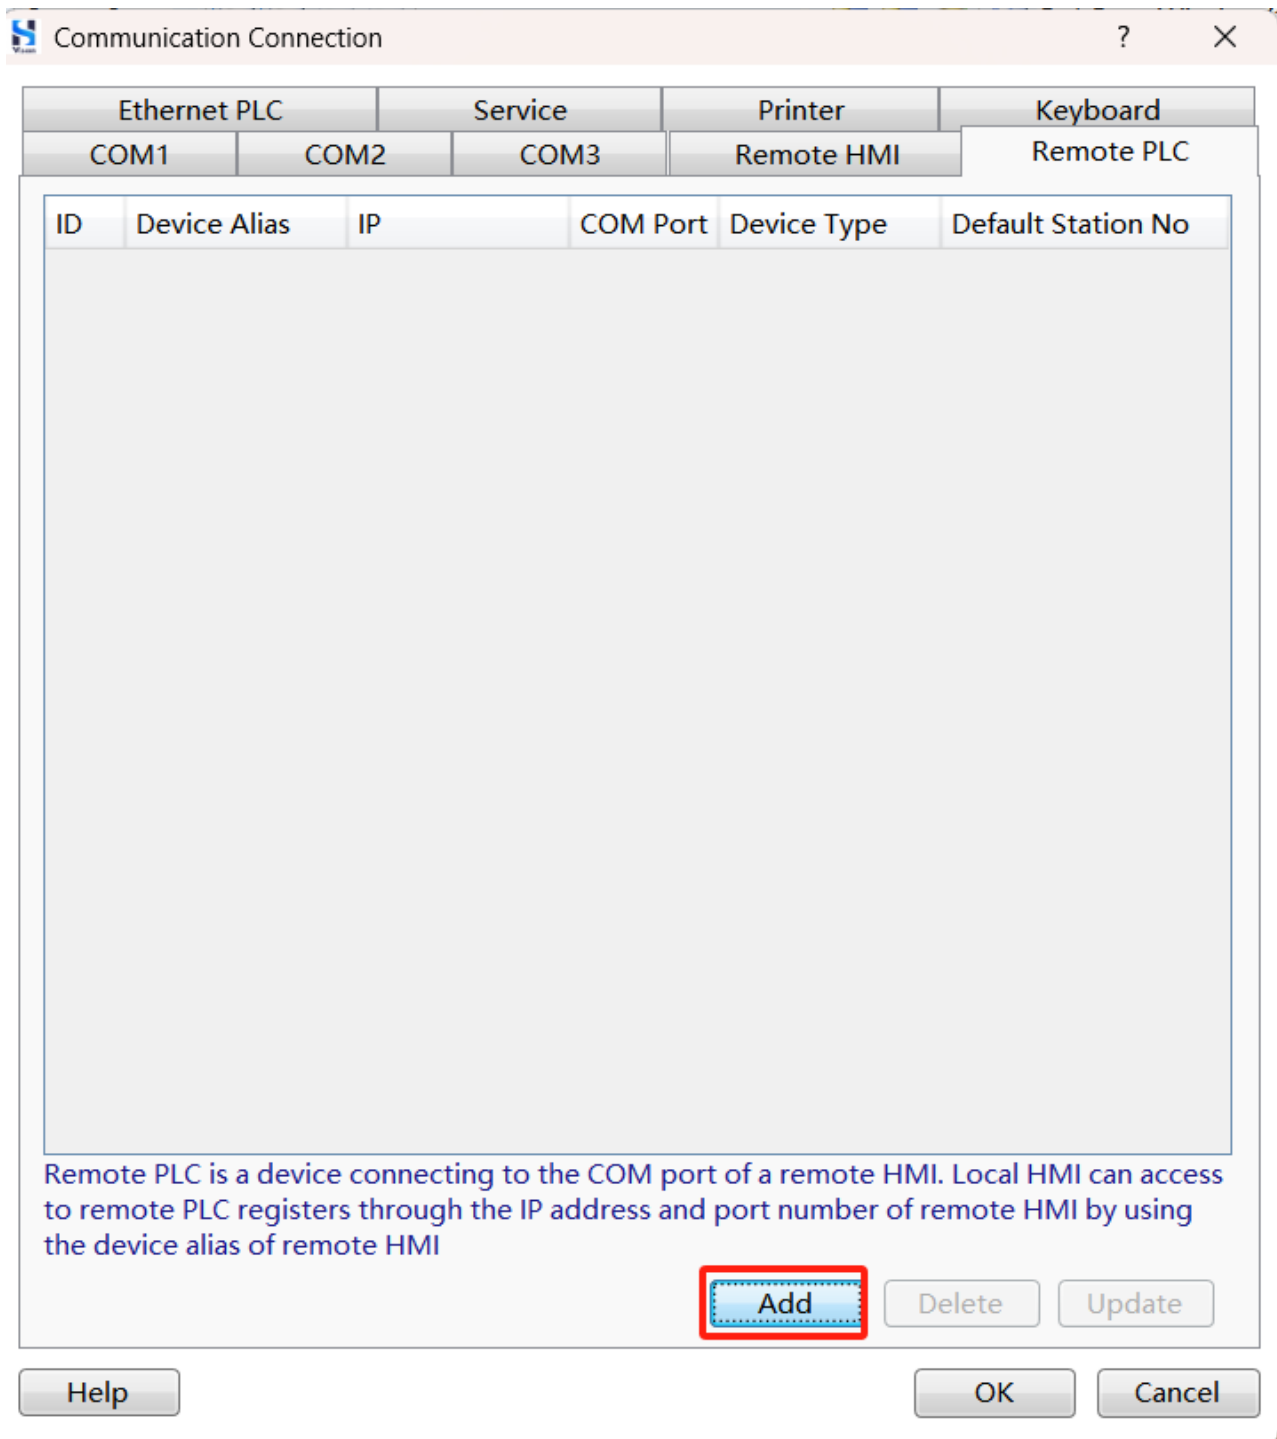 Communication Connection ?
Ethernet PLC Service Printer Keyboard
COM1 COM2 COM3 Remote HMI Remote PLC
ID Device Alias IP COM Port Device Type Default Station No
Remote PLC is a device connecting to the COM port of a remote HMI. Local HMI can access
to remote PLC registers through the IP address and port number of remote HMI by using
the device alias of remote HMI
Add Delete Update
Help OK Cancel